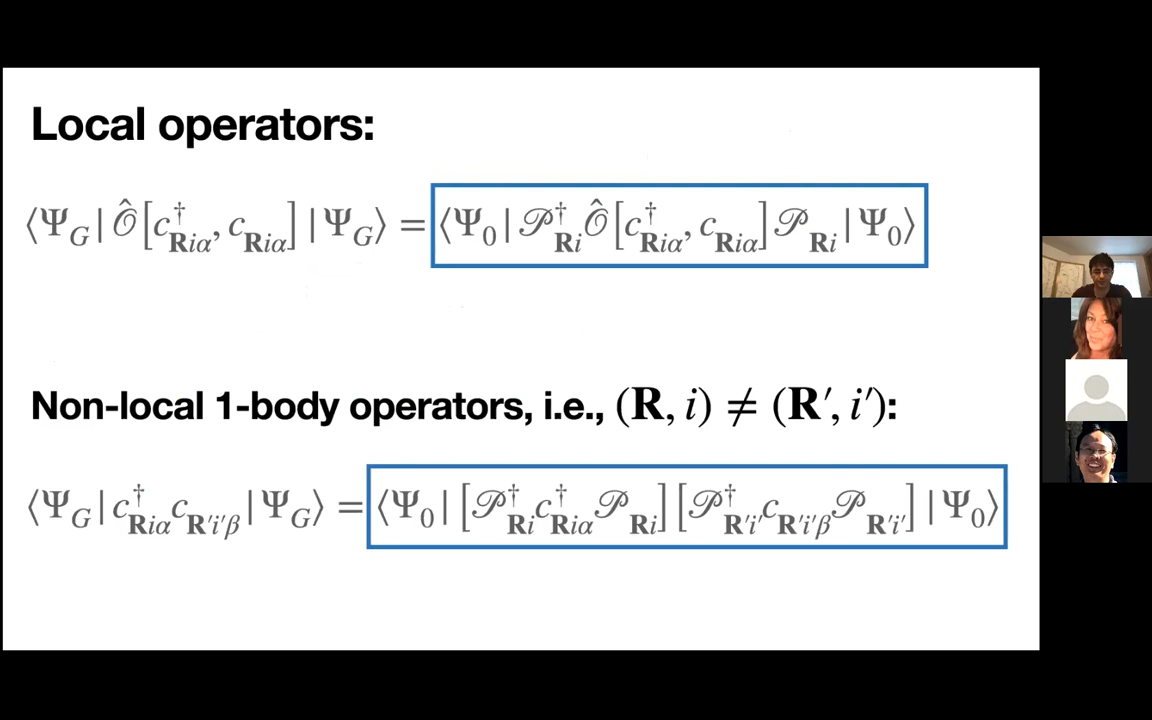 Local operators:
⟨Ψ_G| 𝒪̂[c†_{𝐑iα}, c_{𝐑iα}] |Ψ_G⟩ = ⟨Ψ_0| 𝒫†_{𝐑i} 𝒪̂[c†_{𝐑iα}, c_{𝐑iα}] 𝒫_{𝐑i} |Ψ_0⟩
Non-local 1-body operators, i.e., (𝐑, i) ≠ (𝐑′, i′):
⟨Ψ_G| c†_{𝐑iα} c_{𝐑′i′β} |Ψ_G⟩ = ⟨Ψ_0| [𝒫†_{𝐑i} c†_{𝐑iα} 𝒫_{𝐑i}] [𝒫†_{𝐑′i′} c_{𝐑′i′β} 𝒫_{𝐑′i′}] |Ψ_0⟩